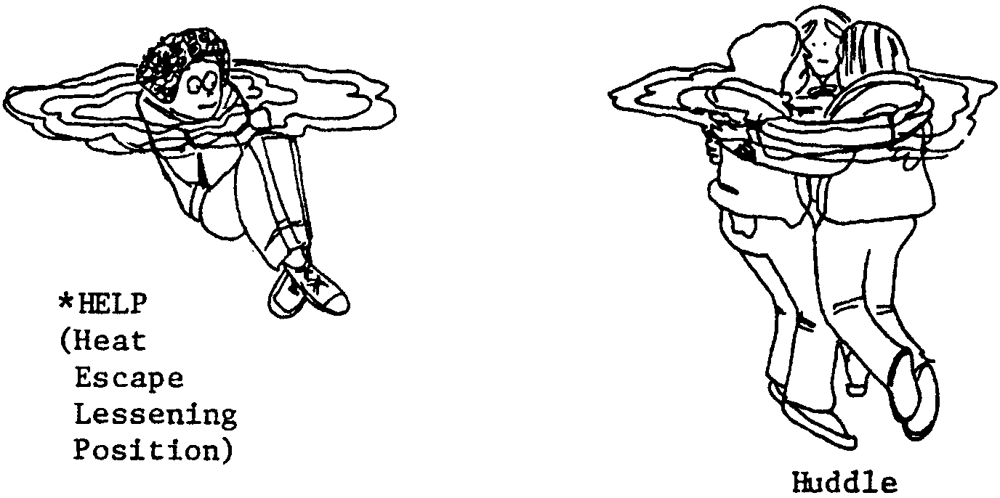 *HELP
(Heat
Escape
Lessening
Position)
Huddle